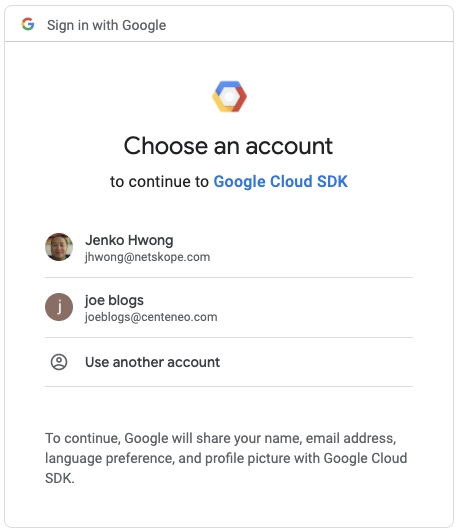 Sign in with Google
Choose an account
to continue to Google Cloud SDK
Jenko Hwong
jhwong@netskope.com
j
joe blogs
joeblogs@centeneo.com
Use another account
To continue, Google will share your name, email address,
language preference, and profile picture with Google Cloud
SDK.